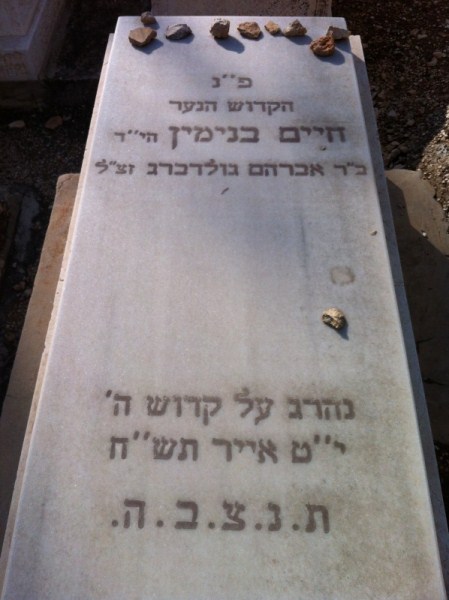 פ"נ
הקדוש הנער
חיים בנימין הי"ד
ב"ר אברהם גולדברג זצ"ל
נהרג על קדוש ה'
י"ט אייר תש"ח
ת.נ.צ.ב.ה.